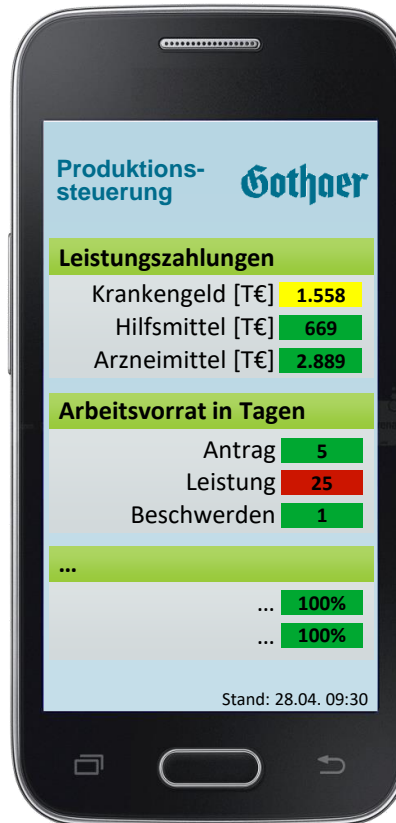 Produktions-
steuerung
Gothaer
Leistungszahlungen
Krankengeld [T€] 1.558
Hilfsmittel [T€] 669
Arzneimittel [T€] 2.889
Arbeitsvorrat in Tagen
Antrag 5
Leistung 25
Beschwerden 1
...
... 100%
... 100%
Stand: 28.04. 09:30